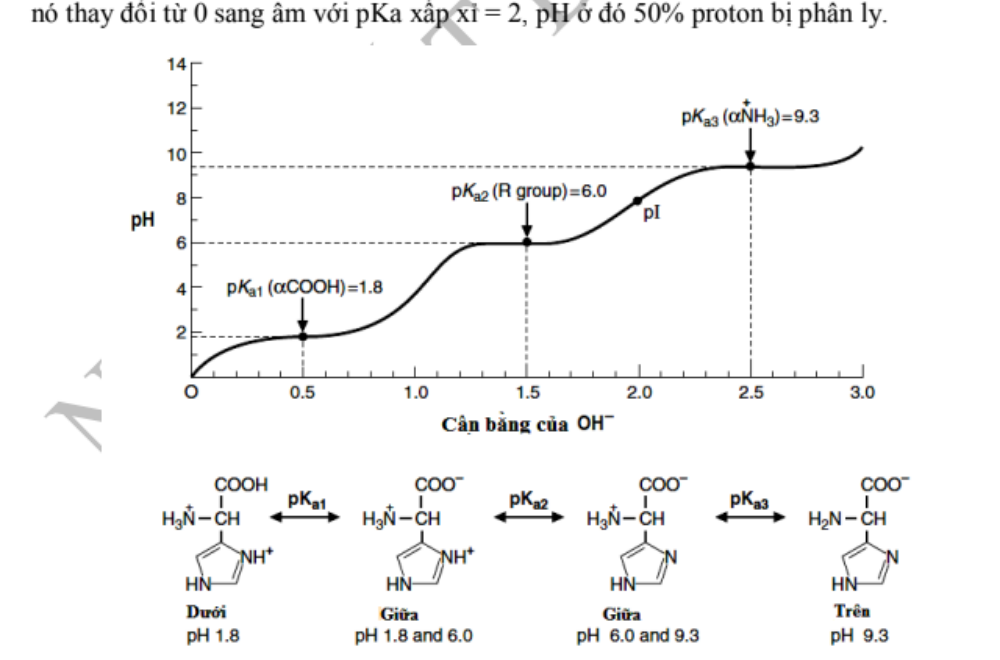 nó thay đổi từ 0 sang âm với pKa xấp xỉ = 2, pH ở đó 50% proton bị phân ly.
14
12
10
8
6
4
2
pH
pKa3 (αN⁺H3)=9.3
pKa2 (R group)=6.0
pI
pKa1 (αCOOH)=1.8
O 0.5 1.0 1.5 2.0 2.5 3.0
Cân bằng của OH⁻
COOH COO⁻ COO⁻ COO⁻
pKa1 pKa2 pKa3
H3N⁺–CH H3N⁺–CH H3N⁺–CH H2N–CH
NH⁺ NH⁺ N N
HN HN HN HN
Dưới Giữa Giữa Trên
pH 1.8 pH 1.8 and 6.0 pH 6.0 and 9.3 pH 9.3